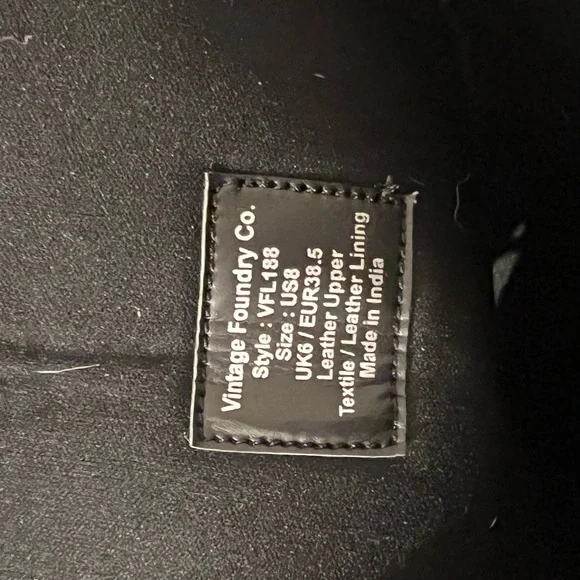 Vintage Foundry Co.
Style : VFL188
Size : US8
UK6 / EUR38.5
Leather Upper
Textile / Leather Lining
Made in India